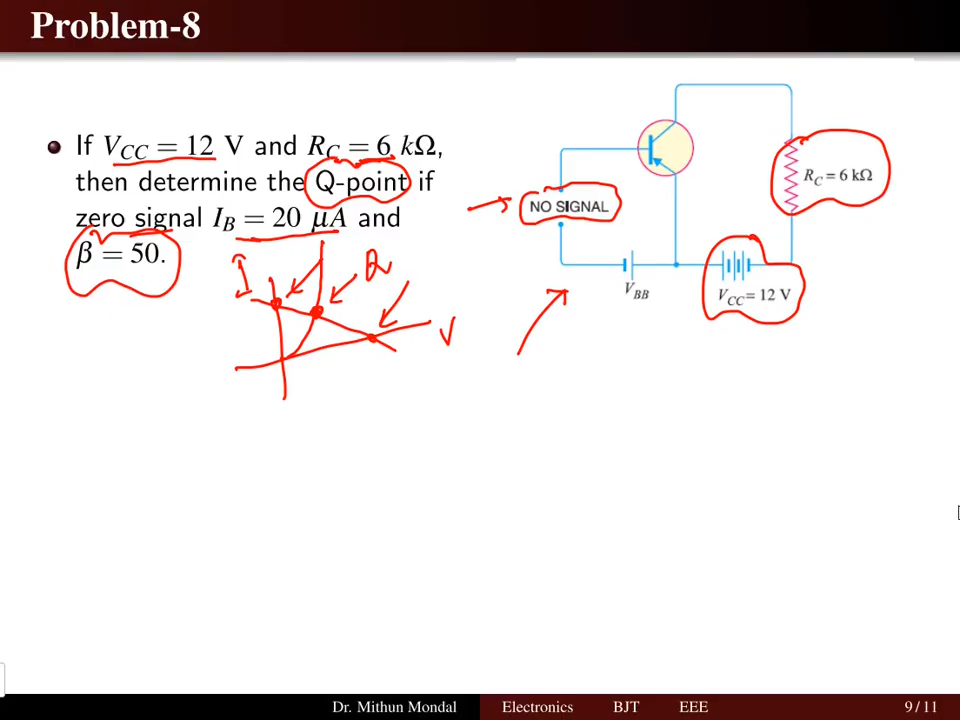 Problem-8
If V_CC = 12 V and R_C = 6 kΩ,
then determine the Q-point if
zero signal I_B = 20 μA and
β = 50.
NO SIGNAL
R_C = 6 kΩ
V_BB
V_CC = 12 V
I
Q
V
Dr. Mithun Mondal
Electronics
BJT
EEE
9 / 11